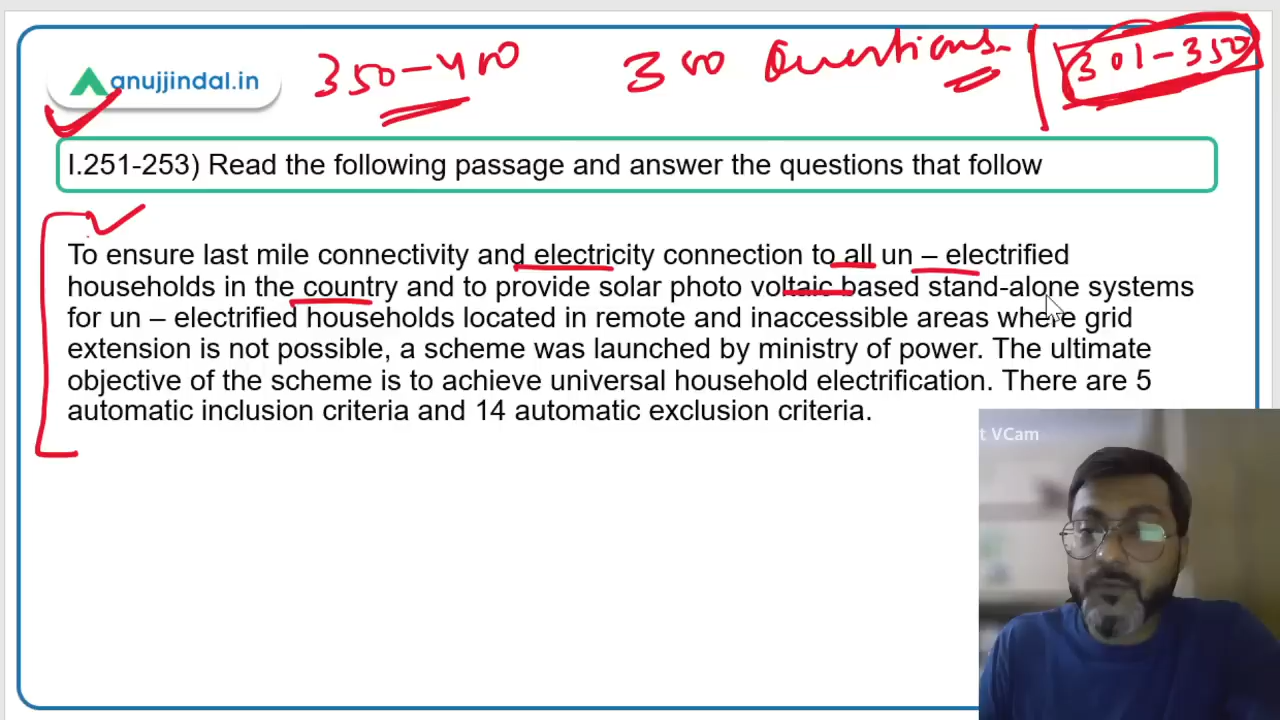 350-400 300 Questions 301-350
anujjindal.in
I.251-253) Read the following passage and answer the questions that follow
To ensure last mile connectivity and electricity connection to all un – electrified
households in the country and to provide solar photo voltaic based stand-alone systems
for un – electrified households located in remote and inaccessible areas where grid
extension is not possible, a scheme was launched by ministry of power. The ultimate
objective of the scheme is to achieve universal household electrification. There are 5
automatic inclusion criteria and 14 automatic exclusion criteria.
t VCam